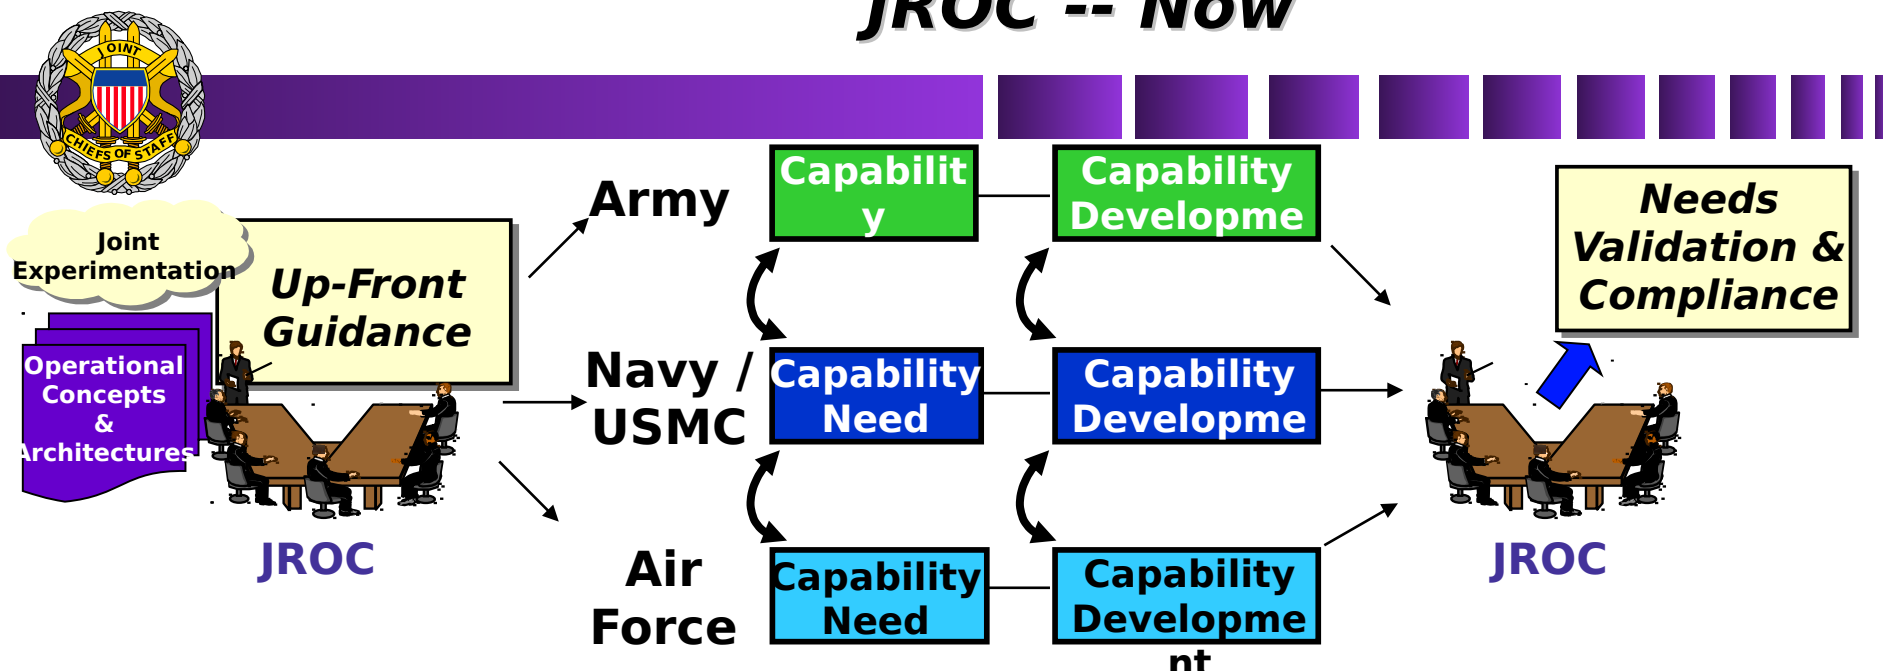 JROC -- Now
JOINT
CHIEFS OF STAFF
Joint
Experimentation
Up-Front
Guidance
Operational
Concepts
&
Architectures
JROC
Army
Capabilit
y
Capability
Developme
Navy /
USMC
Capability
Need
Capability
Developme
Air
Force
Capability
Need
Capability
Developme
nt
Needs
Validation &
Compliance
JROC